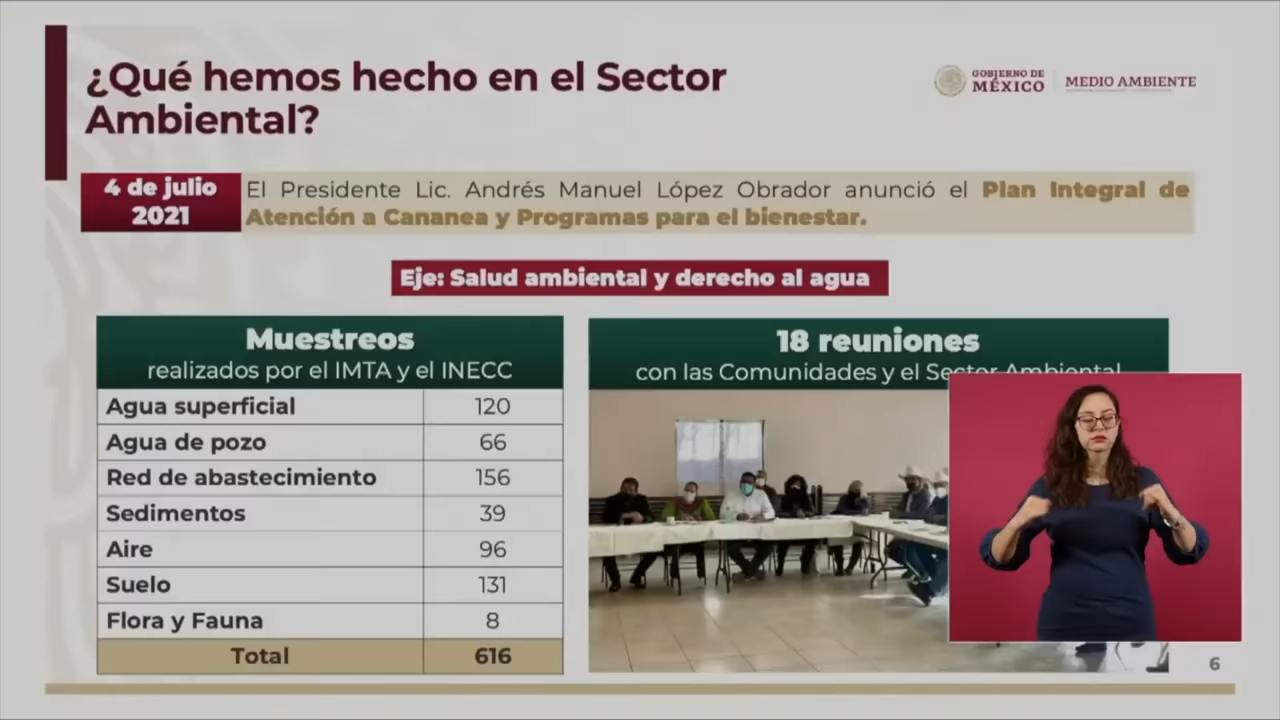 ¿Qué hemos hecho en el Sector
Ambiental?
GOBIERNO DE
MÉXICO
MEDIO AMBIENTE
4 de julio
2021
El Presidente Lic. Andrés Manuel López Obrador anunció el Plan Integral de
Atención a Cananea y Programas para el bienestar.
Eje: Salud ambiental y derecho al agua
Muestreos
realizados por el IMTA y el INECC
Agua superficial 120
Agua de pozo 66
Red de abastecimiento 156
Sedimentos 39
Aire 96
Suelo 131
Flora y Fauna 8
Total 616
18 reuniones
con las Comunidades y el Sector Ambiental
6